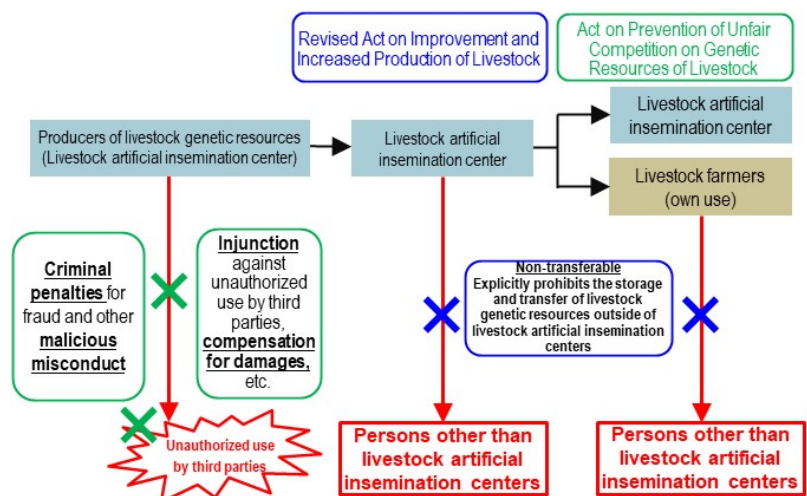 Revised Act on Improvement and
Increased Production of Livestock
Act on Prevention of Unfair
Competition on Genetic
Resources of Livestock
Producers of livestock genetic resources
(Livestock artificial insemination center)
Livestock artificial
insemination center
Livestock artificial
insemination center
Livestock farmers
(own use)
Criminal
penalties for
fraud and other
malicious
misconduct
Injunction
against
unauthorized
use by third
parties,
compensation
for damages,
etc.
Non-transferable
Explicitly prohibits the storage
and transfer of livestock
genetic resources outside of
livestock artificial insemination
centers
Unauthorized use
by third parties
Persons other than
livestock artificial
insemination centers
Persons other than
livestock artificial
insemination centers